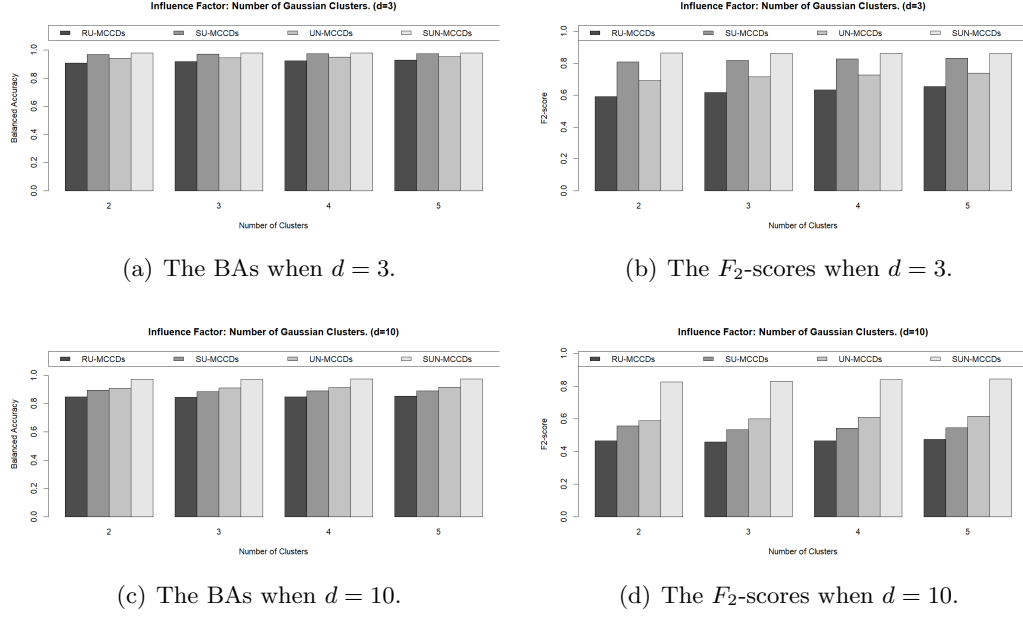 Influence Factor: Number of Gaussian Clusters. (d=3)
RU-MCCDs SU-MCCDs UN-MCCDs SUN-MCCDs
Balanced Accuracy
1.0
0.8
0.6
0.4
0.2
0.0
2 3 4 5
Number of Clusters
(a) The BAs when d = 3.
Influence Factor: Number of Gaussian Clusters. (d=3)
RU-MCCDs SU-MCCDs UN-MCCDs SUN-MCCDs
F2-score
1.0
0.8
0.6
0.4
0.2
0.0
2 3 4 5
Number of Clusters
(b) The F2-scores when d = 3.
Influence Factor: Number of Gaussian Clusters. (d=10)
RU-MCCDs SU-MCCDs UN-MCCDs SUN-MCCDs
Balanced Accuracy
1.0
0.8
0.6
0.4
0.2
0.0
2 3 4 5
Number of Clusters
(c) The BAs when d = 10.
Influence Factor: Number of Gaussian Clusters. (d=10)
RU-MCCDs SU-MCCDs UN-MCCDs SUN-MCCDs
F2-score
1.0
0.8
0.6
0.4
0.2
0.0
2 3 4 5
Number of Clusters
(d) The F2-scores when d = 10.